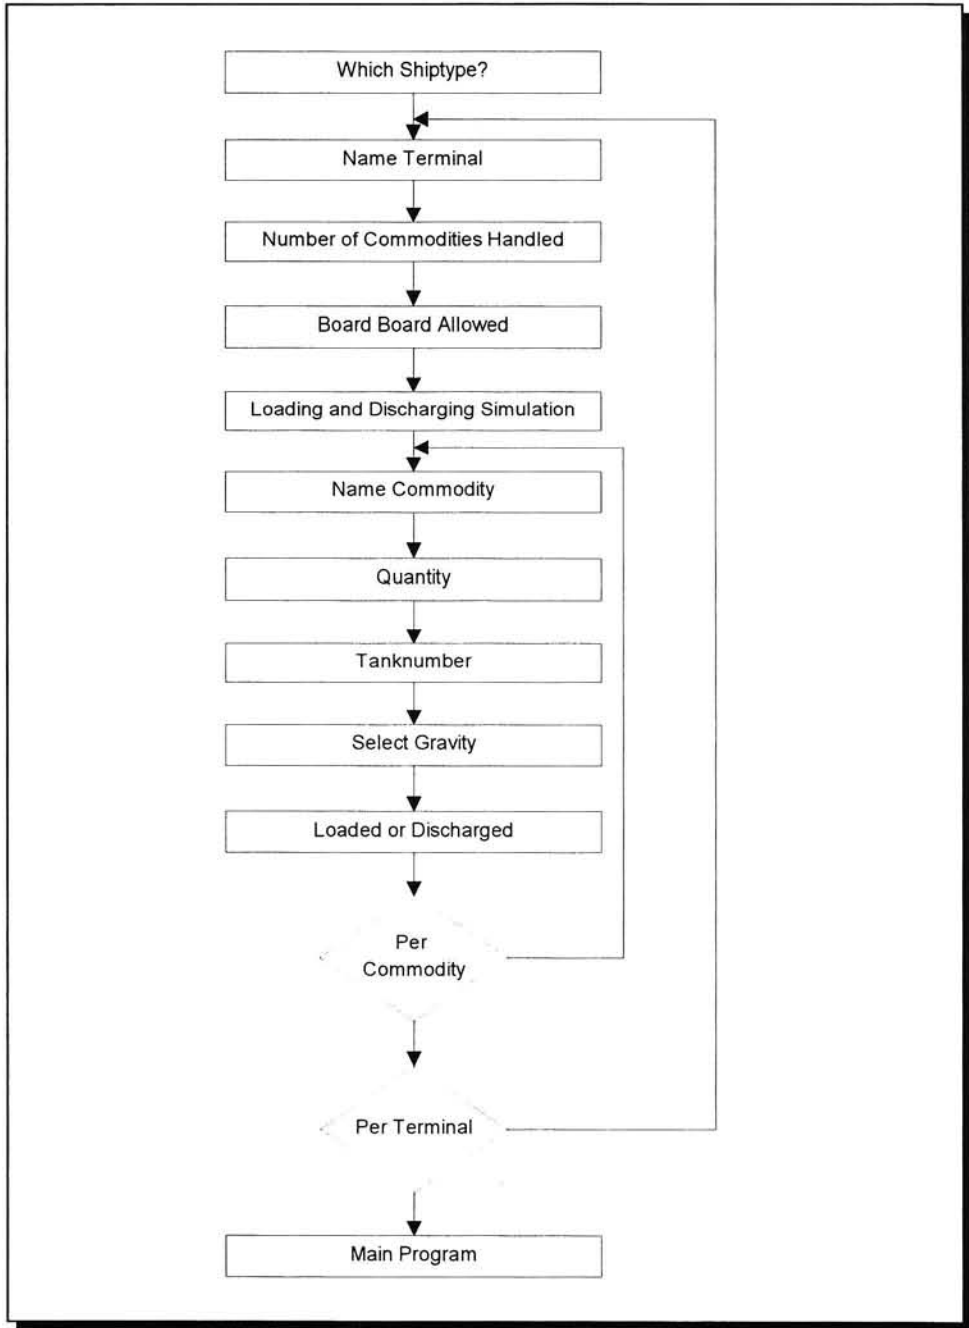 Which Shiptype?
Name Terminal
Number of Commodities Handled
Board Board Allowed
Loading and Discharging Simulation
Name Commodity
Quantity
Tanknumber
Select Gravity
Loaded or Discharged
Per
Commodity
Per Terminal
Main Program